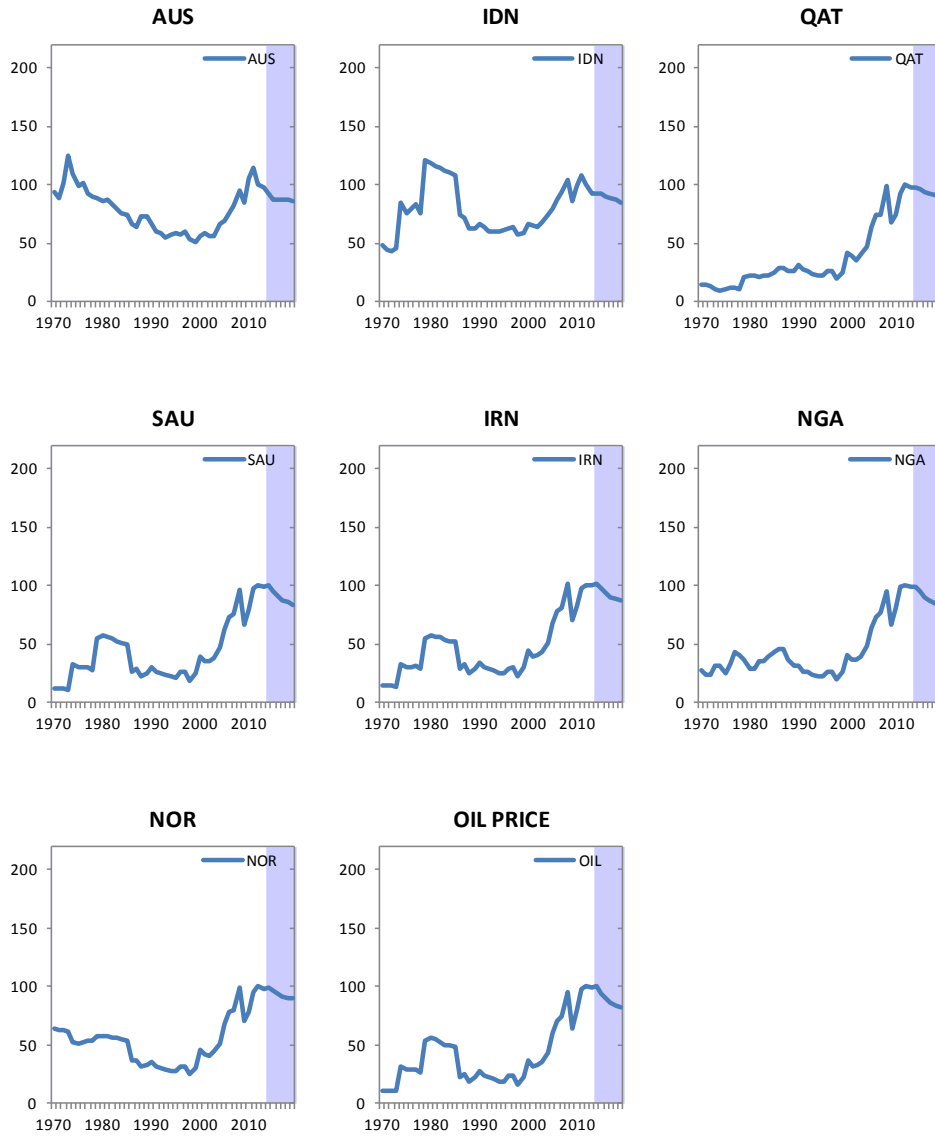 AUS IDN QAT
AUS IDN QAT
200 200 200
150 150 150
100 100 100
50 50 50
0 0 0
1970 1980 1990 2000 2010 1970 1980 1990 2000 2010 1970 1980 1990 2000 2010
SAU IRN NGA
SAU IRN NGA
200 200 200
150 150 150
100 100 100
50 50 50
0 0 0
1970 1980 1990 2000 2010 1970 1980 1990 2000 2010 1970 1980 1990 2000 2010
NOR OIL PRICE
NOR OIL
200 200
150 150
100 100
50 50
0 0
1970 1980 1990 2000 2010 1970 1980 1990 2000 2010